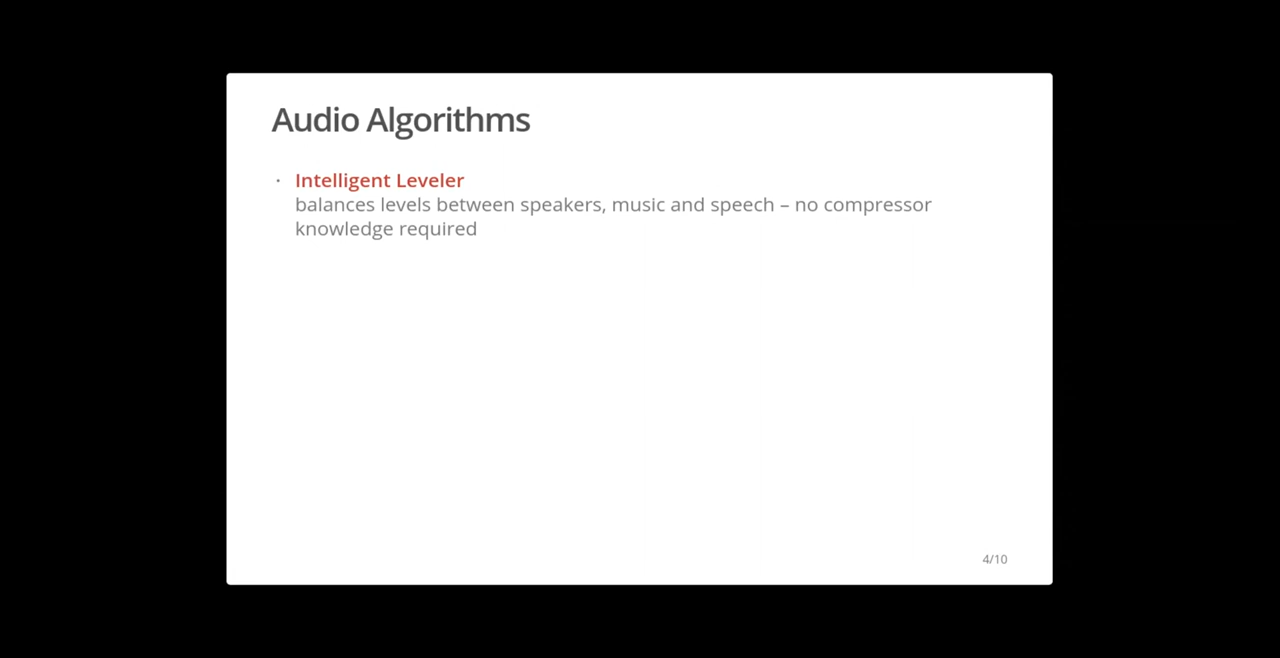 Audio Algorithms
· Intelligent Leveler
balances levels between speakers, music and speech – no compressor
knowledge required
4/10